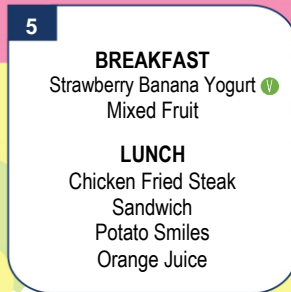 5
BREAKFAST
Strawberry Banana Yogurt V
Mixed Fruit
LUNCH
Chicken Fried Steak
Sandwich
Potato Smiles
Orange Juice